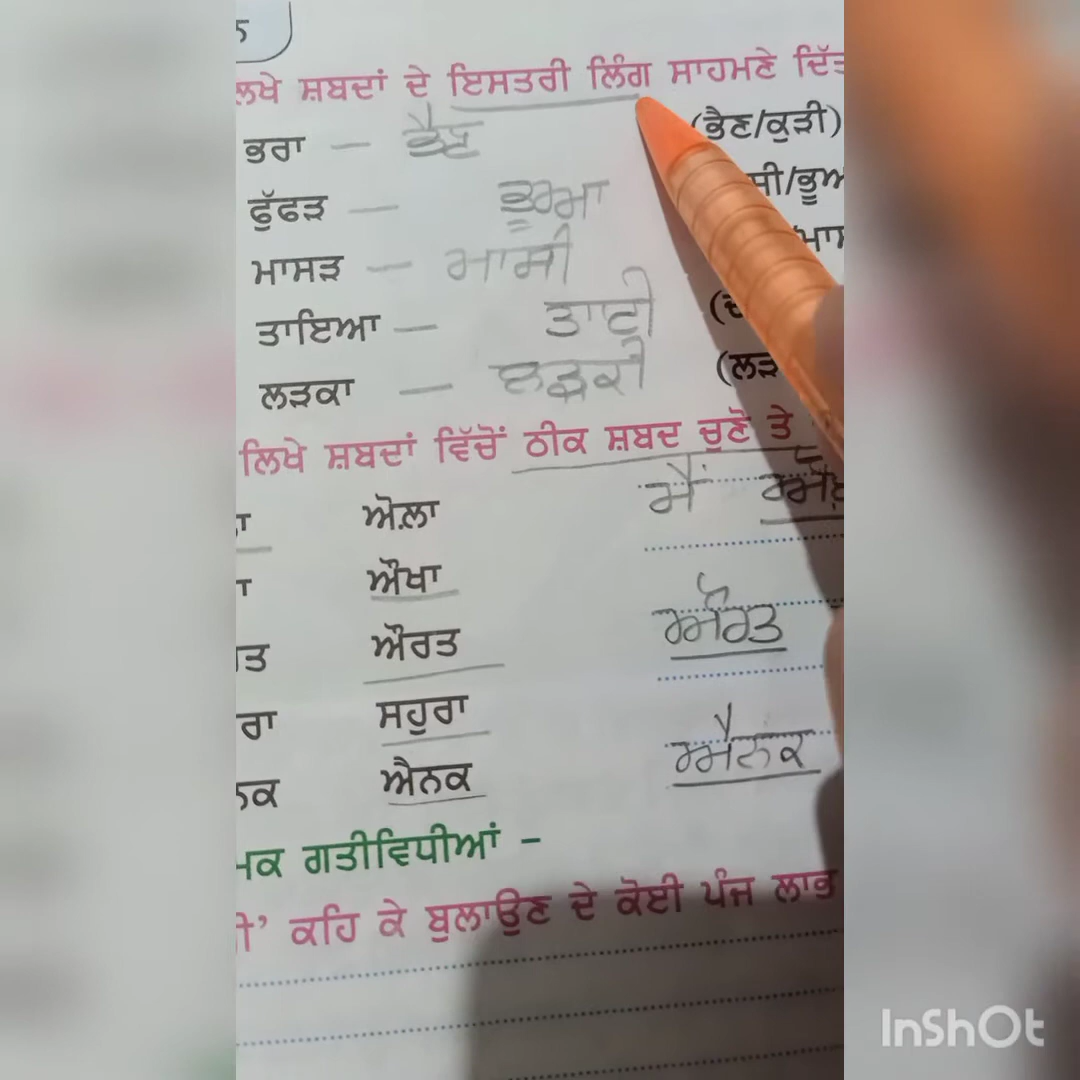 ਲਿਖੇ ਸ਼ਬਦਾਂ ਦੇ ਇਸਤਰੀ ਲਿੰਗ ਸਾਹਮਣੇ
ਭਰਾ — ਭੈਣ (ਭੈਣ/ਕੁੜੀ)
ਫੁੱਫੜ —
ਮਾਸੜ — ਮਾਸੀ
ਤਾਇਆ — ਤਾਈ
ਲੜਕਾ — ਲੜਕੀ
ਲਿਖੇ ਸ਼ਬਦਾਂ ਵਿੱਚੋਂ ਠੀਕ ਸ਼ਬਦ ਚੁਣੋ ਤੇ
ਔਲ਼ਾ ਮੈਂ
ਔਖਾ
ਔਰਤ ਔਰਤ
ਸਹੁਰਾ
ਐਨਕ ਐਨਕ
ਗਤੀਵਿਧੀਆਂ –
ਕਹਿ ਕੇ ਬੁਲਾਉਣ ਦੇ ਕੋਈ ਪੰਜ ਲਾਭ
InShOt